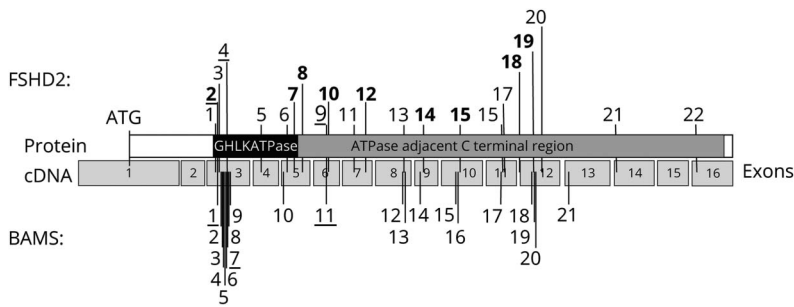 20
4 19
FSHD2: 3 8 18
2 7 10 12 17
1 5 6 9 11 13 14 15 15 21 22
ATG
Protein GHLKATPase ATPase adjacent C terminal region
cDNA 1 2 3 4 5 6 7 8 9 10 11 12 13 14 15 16 Exons
1 9 10 11 12 14 15 17 18 21
BAMS: 2 8 13 16 19
3 7 20
4 6
5